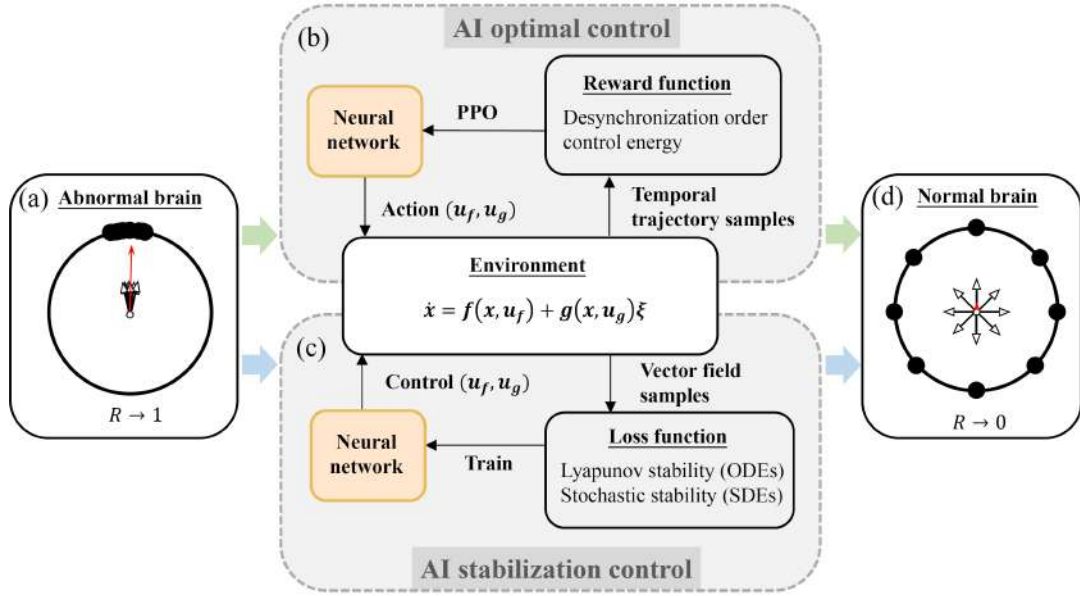 (a) Abnormal brain
R → 1
(b)
AI optimal control
Neural
network
PPO
Reward function
Desynchronization order
control energy
Action (u_f, u_g)
Temporal
trajectory samples
Environment
ẋ = f(x, u_f) + g(x, u_g)ξ
(c)
Control (u_f, u_g)
Vector field
samples
Neural
network
Train
Loss function
Lyapunov stability (ODEs)
Stochastic stability (SDEs)
AI stabilization control
(d) Normal brain
R → 0